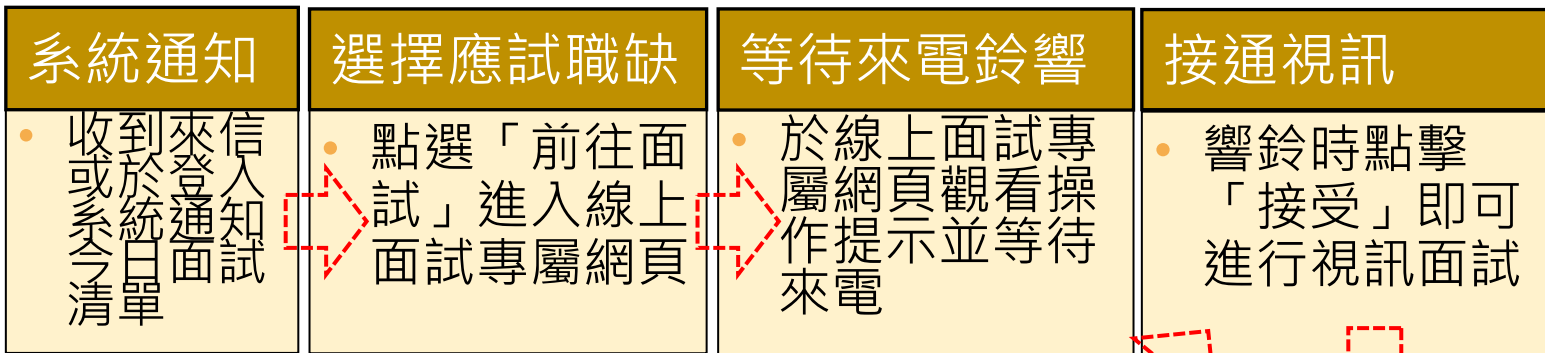 系統通知
收到來信
或於登入
系統通知
今日面試
清單
選擇應試職缺
點選「前往面
試」進入線上
面試專屬網頁
等待來電鈴響
於線上面試專
屬網頁觀看操
作提示並等待
來電
接通視訊
響鈴時點擊
「接受」即可
進行視訊面試